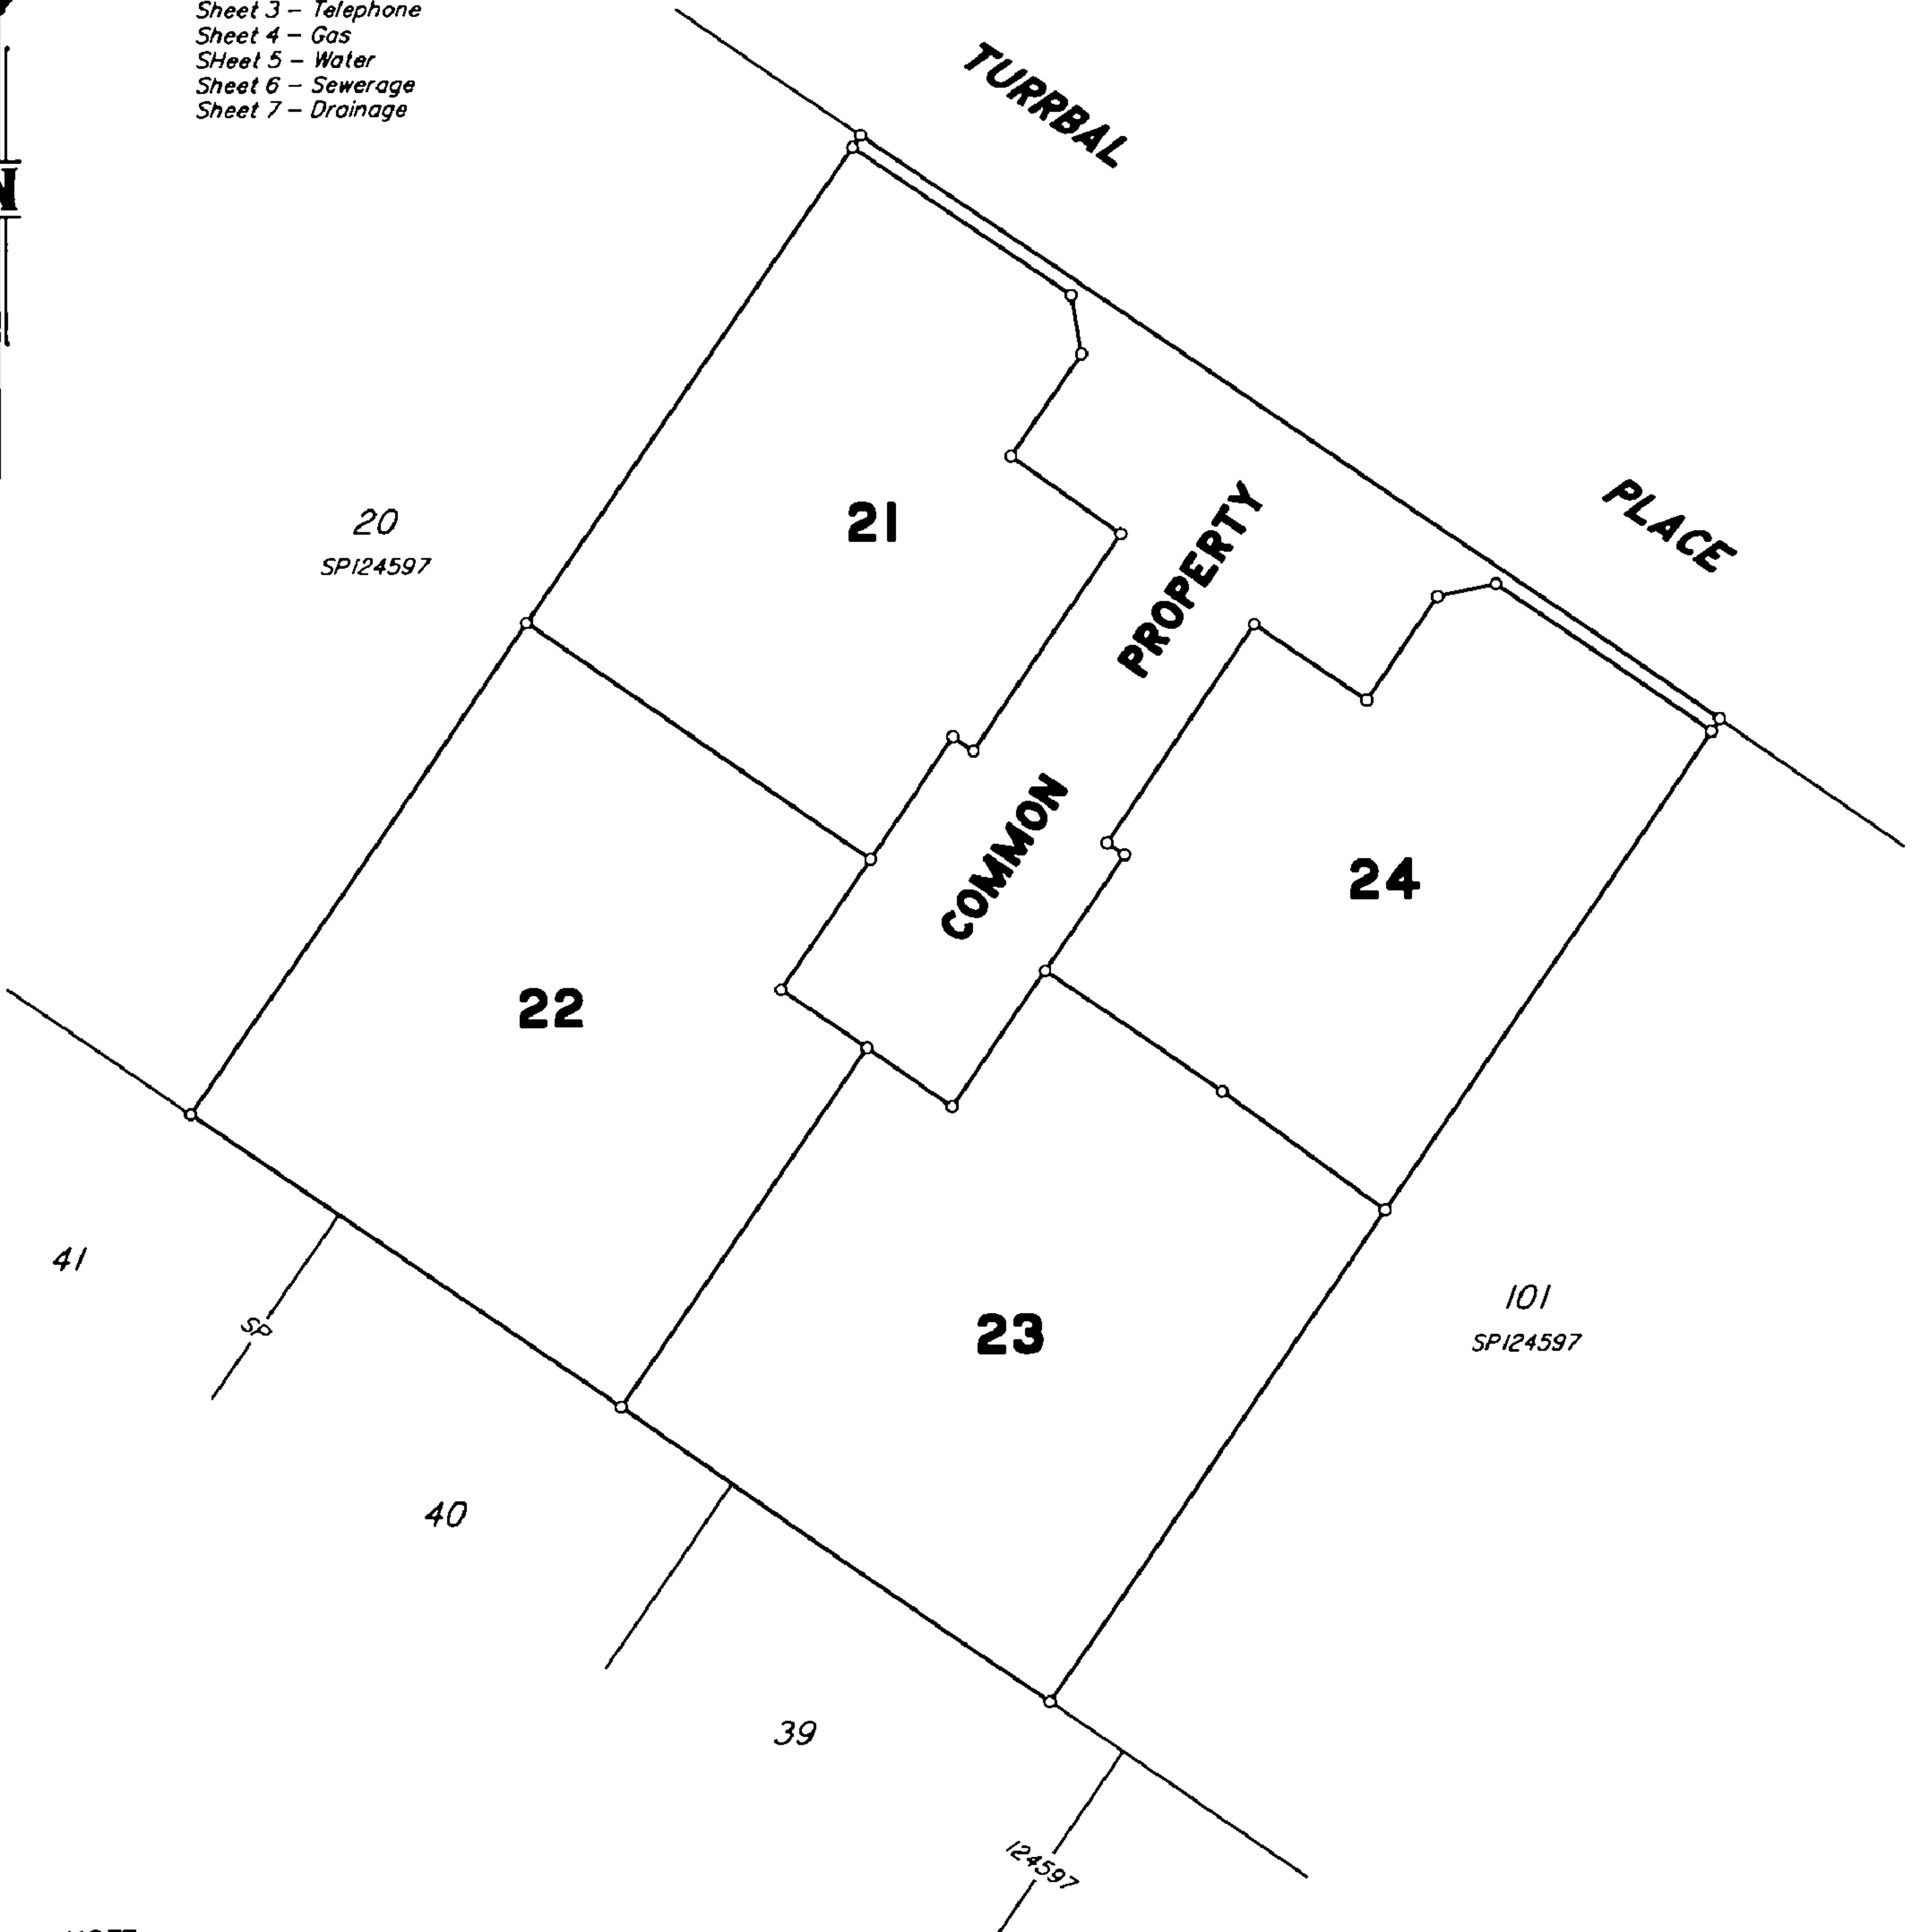 Sheet 3 – Telephone
Sheet 4 – Gas
SHeet 5 – Water
Sheet 6 – Sewerage
Sheet 7 – Drainage
N
TURRBAL
PLACE
20
SP124597
21
PROPERTY
COMMON
24
22
41
SP
101
SP124597
23
40
39
124597